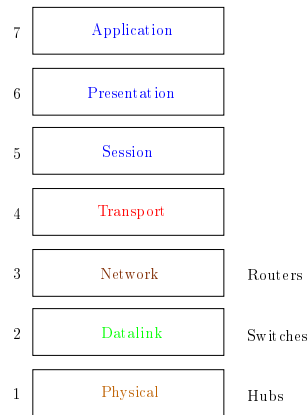 7 Application
6 Presentation
5 Session
4 Transport
3 Network Routers
2 Datalink Switches
1 Physical Hubs